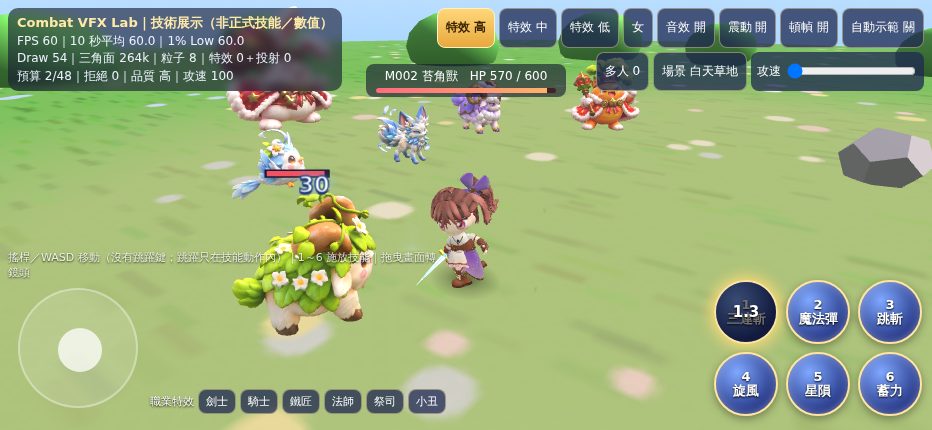 Combat VFX Lab｜技術展示（非正式技能／數值）
FPS 60｜10 秒平均 60.0｜1% Low 60.0
Draw 54｜三角面 264k｜粒子 8｜特效 0＋投射 0
預算 2/48｜拒絕 0｜品質 高｜攻速 100
特效 高
特效 中
特效 低
女
音效 開
震動 開
頓幀 開
自動示範 關
M002 苔角獸 HP 570 / 600
多人 0
場景 白天草地
攻速
30
搖桿／WASD 移動（沒有跳躍鍵；跳躍只在技能動作內）｜1～6 施放技能｜拖曳畫面轉
鏡頭
1
三連斬
1.3
2
魔法彈
3
跳斬
4
旋風
5
星隕
6
蓄力
職業特效
劍士
騎士
鐵匠
法師
祭司
小丑